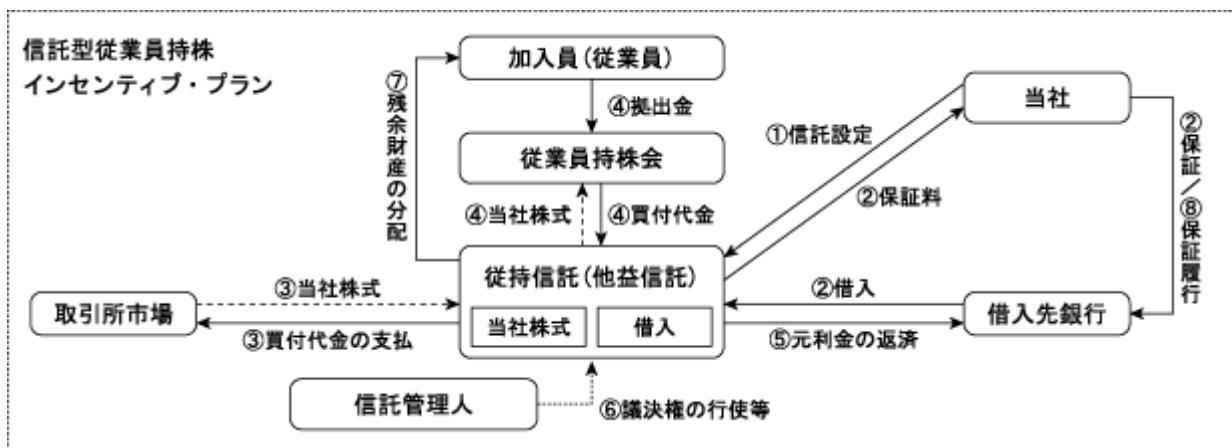 信託型従業員持株
インセンティブ・プラン
加入員(従業員)
⑦残余財産の分配
④拠出金
当社
①信託設定
従業員持株会
②保証料
②保証/⑧保証履行
④当社株式
④買付代金
従持信託(他益信託)
③当社株式
②借入
取引所市場
当社株式
借入
借入先銀行
③買付代金の支払
⑤元利金の返済
信託管理人
⑥議決権の行使等